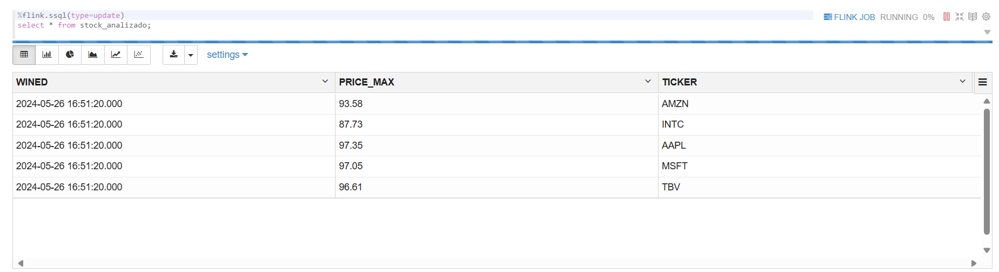 %flink.ssql(type=update)
FLINK JOB RUNNING 0%
select * from stock_analizado;
settings
WINED PRICE_MAX TICKER
2024-05-26 16:51:20.000 93.58 AMZN
2024-05-26 16:51:20.000 87.73 INTC
2024-05-26 16:51:20.000 97.35 AAPL
2024-05-26 16:51:20.000 97.05 MSFT
2024-05-26 16:51:20.000 96.61 TBV